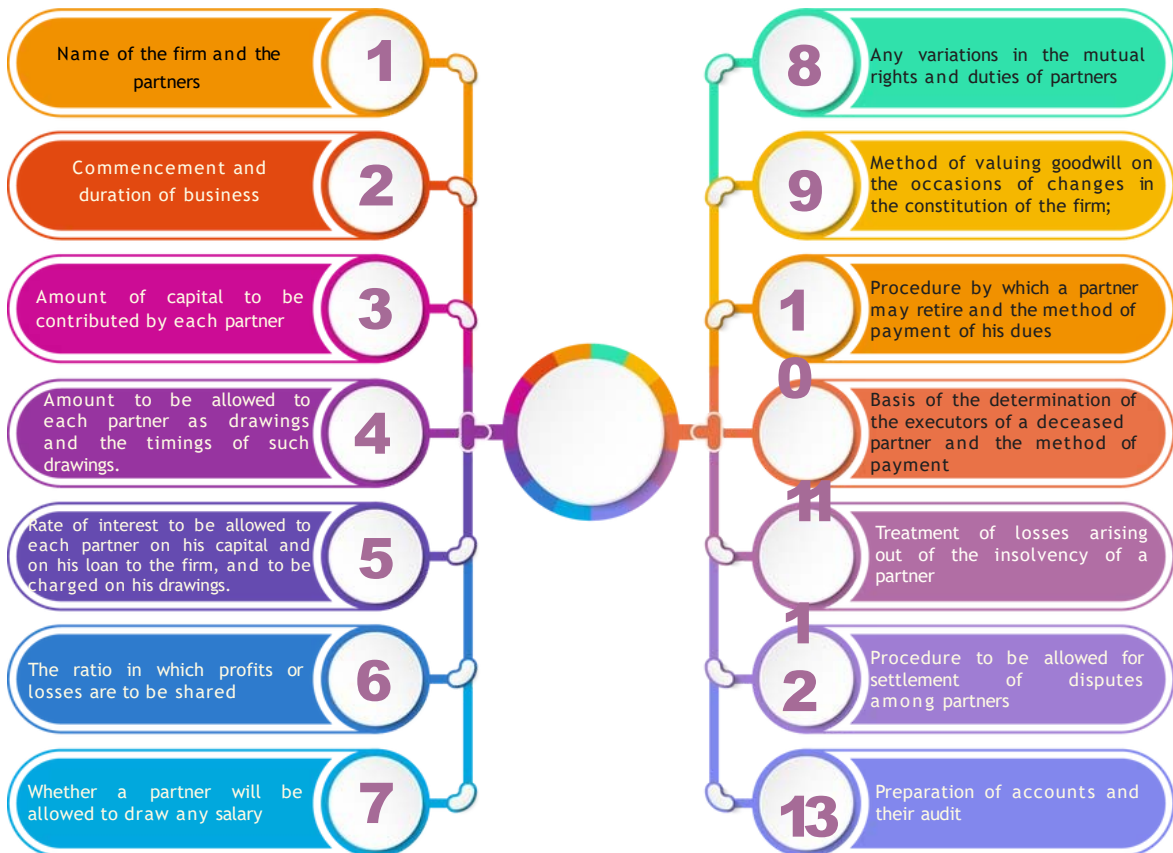 1
Name of the firm and the
partners
2
Commencement and
duration of business
3
Amount of capital to be
contributed by each partner
4
Amount to be allowed to
each partner as drawings
and the timings of such
drawings.
5
Rate of interest to be allowed to
each partner on his capital and
on his loan to the firm, and to be
charged on his drawings.
6
The ratio in which profits or
losses are to be shared
7
Whether a partner will be
allowed to draw any salary
8
Any variations in the mutual
rights and duties of partners
9
Method of valuing goodwill on
the occasions of changes in
the constitution of the firm;
1
0
Procedure by which a partner
may retire and the method of
payment of his dues
11
Basis of the determination of
the executors of a deceased
partner and the method of
payment
1
2
Treatment of losses arising
out of the insolvency of a
partner
Procedure to be allowed for
settlement of disputes
among partners
13
Preparation of accounts and
their audit